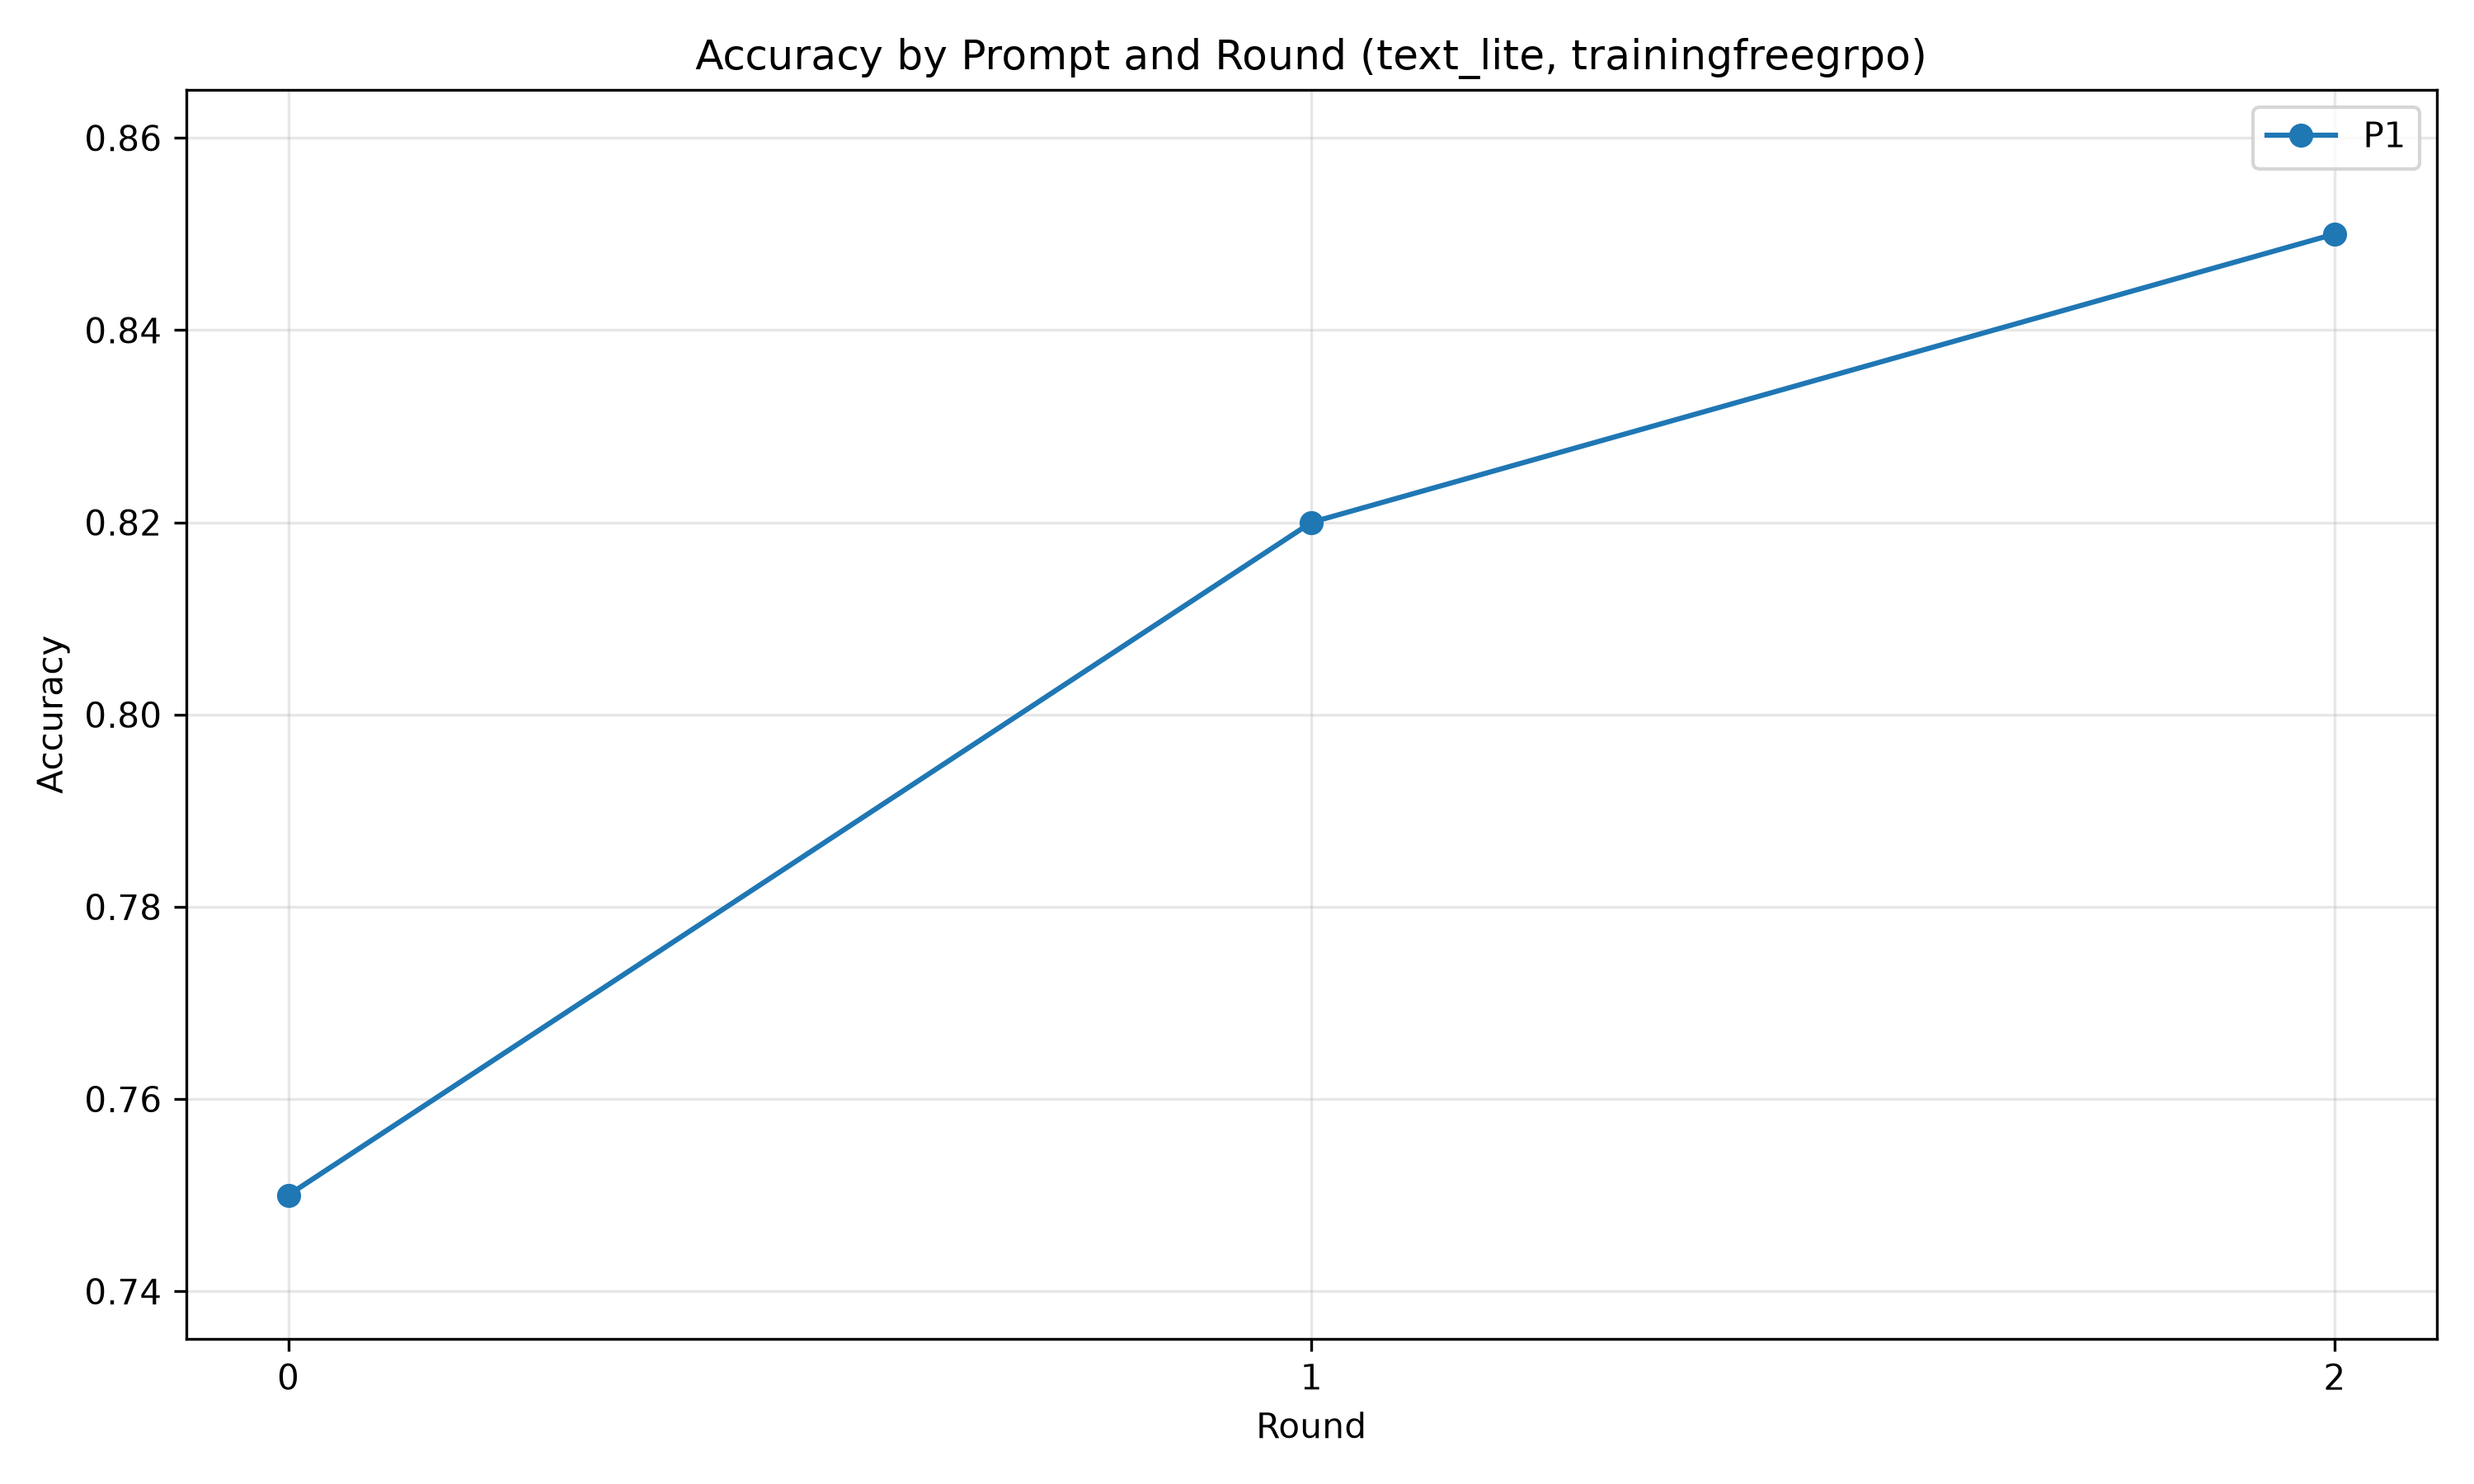 Accuracy by Prompt and Round (text_lite, trainingfreegrpo)
P1
0.86
0.84
0.82
0.80
0.78
0.76
0.74
Accuracy
0
1
2
Round